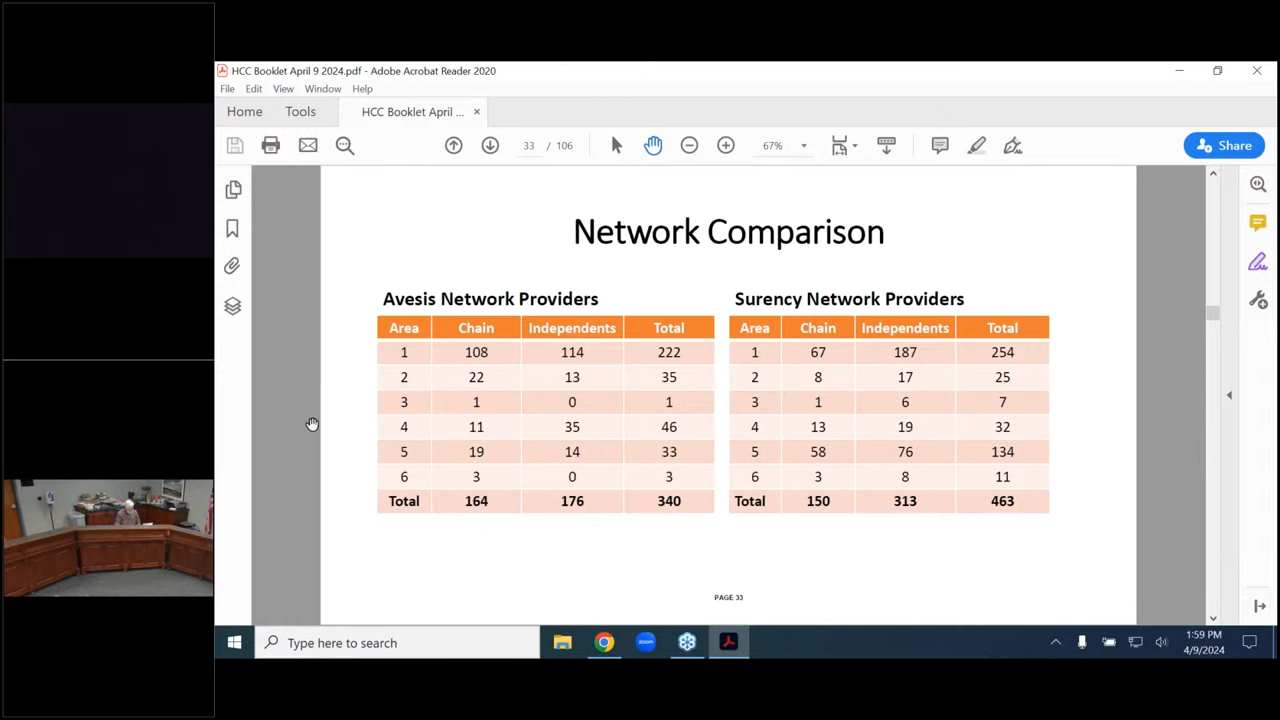 HCC Booklet April 9 2024.pdf - Adobe Acrobat Reader 2020
File Edit View Window Help
Home Tools HCC Booklet April ... ×
33 / 106 67% Share
Network Comparison
Avesis Network Providers
Area Chain Independents Total
1 108 114 222
2 22 13 35
3 1 0 1
4 11 35 46
5 19 14 33
6 3 0 3
Total 164 176 340
Surency Network Providers
Area Chain Independents Total
1 67 187 254
2 8 17 25
3 1 6 7
4 13 19 32
5 58 76 134
6 3 8 11
Total 150 313 463
PAGE 33
Type here to search
zoom
1:59 PM
4/9/2024